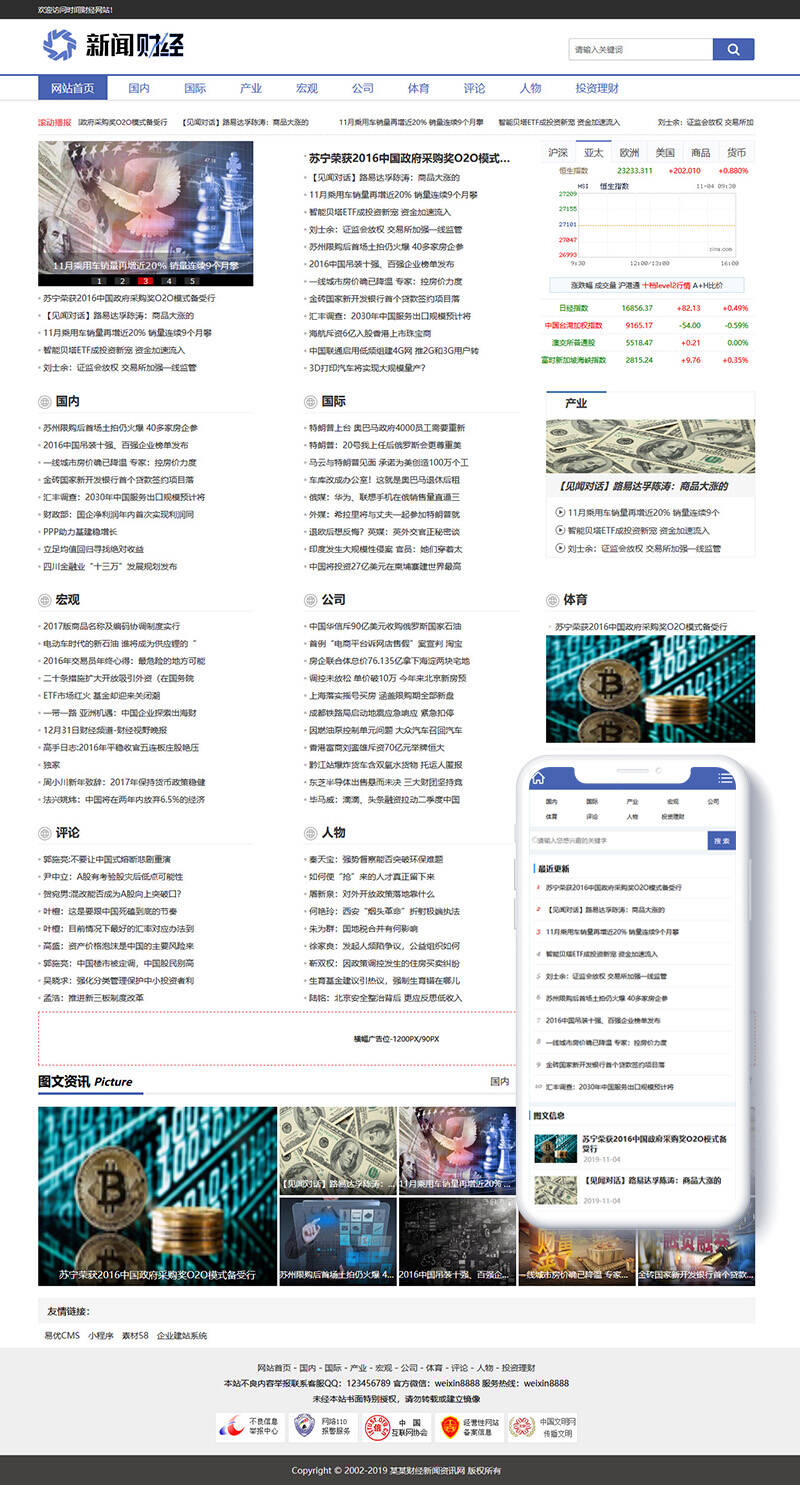 欢迎访问时间财经网站!
新闻财经
请输入关键词
网站首页 国内 国际 产业 宏观 公司 体育 评论 人物 投资理财
滚动播报 政府采购奖O2O模式备受行 【见闻对话】路易达孚陈涛：商品大涨的 11月乘用车销量再增近20% 销量连续9个月攀 智能贝塔ETF成投资新宠 资金加速流入 刘士余：证监会放权 交易所加
11月乘用车销量再增近20% 销量连续9个月攀
1 2 3 4 5
苏宁荣获2016中国政府采购奖O2O模式备受行
【见闻对话】路易达孚陈涛：商品大涨的
11月乘用车销量再增近20% 销量连续9个月攀
智能贝塔ETF成投资新宠 资金加速流入
刘士余：证监会放权 交易所加强一线监管
苏宁荣获2016中国政府采购奖O2O模式...
【见闻对话】路易达孚陈涛：商品大涨的
11月乘用车销量再增近20% 销量连续9个月攀
智能贝塔ETF成投资新宠 资金加速流入
刘士余：证监会放权 交易所加强一线监管
苏州限购后首场土拍仍火爆 40多家房企参
2016中国吊装十强、百强企业榜单发布
一线城市房价确已降温 专家：控房价力度
金砖国家新开发银行首个贷款签约项目落
汇丰调查：2030年中国服务出口规模预计将
海航斥资6亿入股香港上市珠宝商
中国联通启用低频组建4G网 推2G和3G用户转
3D打印汽车将实现大规模量产?
沪深 亚太 欧洲 美国 商品 货币
恒生指数 23233.311 +202.010 +0.880%
HSI 恒生指数 11-04 09:30
27209
27155
27101
27047
26993
sina.com
9:30 12:00/13:00 16:00
涨跌幅 成交量 沪港通 十档level2行情 A+H比价
日经指数 16856.37 +82.13 +0.49%
中国台湾加权指数 9165.17 -54.00 -0.59%
澳交所普通股 5518.47 +0.21 0.00%
富时新加坡海峡指数 2815.24 +9.76 +0.35%
国内
苏州限购后首场土拍仍火爆 40多家房企参
2016中国吊装十强、百强企业榜单发布
一线城市房价确已降温 专家：控房价力度
金砖国家新开发银行首个贷款签约项目落
汇丰调查：2030年中国服务出口规模预计将
财政部：国企净利润年内首次实现利润同
PPP助力基建稳增长
立足均值回归寻找绝对收益
四川金融业“十三万”发展规划发布
国际
特朗普上台 奥巴马政府4000员工需要重新
特朗普：20号我上任后俄罗斯会更尊重美
马云与特朗普见面 承诺为美创造100万个工
车库改成办公室！这就是奥巴马退休后租
俄媒：华为、联想手机在俄销售量直逼三
外媒：希拉里将与丈夫一起参加特朗普就
退欧后想反悔？英媒：英外交官正秘密谈
印度发生大规模性侵案 官员：她们穿着太
中国将投资27亿美元在柬埔寨建世界最高
产业
【见闻对话】路易达孚陈涛：商品大涨的
11月乘用车销量再增近20% 销量连续9个
智能贝塔ETF成投资新宠 资金加速流入
刘士余：证监会放权 交易所加强一线监管
宏观
2017版商品名称及编码协调制度实行
电动车时代的新石油 谁将成为供应锂的“
2016年交易员年终心得：最危险的地方可能
二十条措施扩大开放吸引外资（在国务院
ETF市场红火 基金却迎来关闭潮
一带一路 亚洲机遇：中国企业探索出海财
12月31日财经频道-财经视野晚报
高手日志:2016年平稳收官五连板庄股艳压
独家
周小川新年致辞：2017年保持货币政策稳健
法兴姚炜：中国将在两年内放弃6.5%的经济
公司
中国华信斥90亿美元收购俄罗斯国家石油
首例“电商平台诉网店售假”案宣判 淘宝
房企联合体总价76.135亿拿下海淀两块宅地
调控未放松 单价破10万 今年来北京新房预
上海落实摇号买房 涵盖限购期全部新盘
成都铁路局启动地震应急响应 紧急扣停
因燃油泵控制单元问题 大众汽车召回汽车
香港富商刘銮雄斥资70亿元举牌恒大
黔江站爆炸货车含双氧水货物 托运人匿报
东芝半导体出售悬而未决 三大财团坚持竞
毕马威：滴滴、头条融资拉动二季度中国
体育
苏宁荣获2016中国政府采购奖O2O模式备受行
评论
郭施亮:不要让中国式熔断悲剧重演
尹中立：A股有考验股灾后低点可能性
贺宛男:混改能否成为A股向上突破口?
叶檀：这是要跟中国死磕到底的节奏
叶檀：目前情况下最好的汇率对应办法到
高盛：资产价格泡沫是中国的主要风险来
郭施亮：中国楼市被定调，中国股民别高
吴晓求：强化分类管理保护中小投资者利
孟浩：推进新三板制度改革
人物
秦天宝：强势督察能否突破环保难题
如何使“抢”来的人才真正留下来
盾新泉：对外开放政策落地靠什么
何艳玲：西安“烟头革命”折射极端执法
朱为群：国地税合并有何影响
徐家良：发起人频陷争议，公益组织如何
靳双权：因政策调控发生的住房买卖纠纷
生育基金建议引热议，强制生育错在哪儿
陆铭：北京安全整治背后 更应反思低收入
横幅广告位-1200PX/90PX
图文资讯 Picture
国内
苏宁荣获2016中国政府采购奖O2O模式备受行
【见闻对话】路易达孚陈涛：...
11月乘用车销量再增近20% ...
苏州限购后首场土拍仍火爆 4...
2016中国吊装十强、百强企...
一线城市房价确已降温 专家...
金砖国家新开发银行首个贷款...
国内 国际 产业 宏观 公司
体育 评论 人物 投资理财
请输入您想兴趣的关键字 搜 索
最近更新
1 苏宁荣获2016中国政府采购奖O2O模式备受行
2 【见闻对话】路易达孚陈涛：商品大涨的
3 11月乘用车销量再增近20% 销量连续9个月攀
4 智能贝塔ETF成投资新宠 资金加速流入
5 刘士余：证监会放权 交易所加强一线监管
6 苏州限购后首场土拍仍火爆 40多家房企参
7 2016中国吊装十强、百强企业榜单发布
8 一线城市房价确已降温 专家：控房价力度
9 金砖国家新开发银行首个贷款签约项目落
10 汇丰调查：2030年中国服务出口规模预计将
图文信息
苏宁荣获2016中国政府采购奖O2O模式备
受行
2019-11-04
【见闻对话】路易达孚陈涛：商品大涨的
2019-11-04
友情链接：
易优CMS 小程序 素材58 企业建站系统
网站首页 - 国内 - 国际 - 产业 - 宏观 - 公司 - 体育 - 评论 - 人物 - 投资理财
本站不良内容举报联系客服QQ：123456789 官方微信：weixin8888 服务热线：weixin8888
未经本站书面特别授权，请勿转载或建立镜像
不良信息
举报中心
网络110
报警服务
中 国
互联网协会
经营性网站
备案信息
中国文明网
传播文明
Copyright © 2002-2019 某某财经新闻资讯网 版权所有